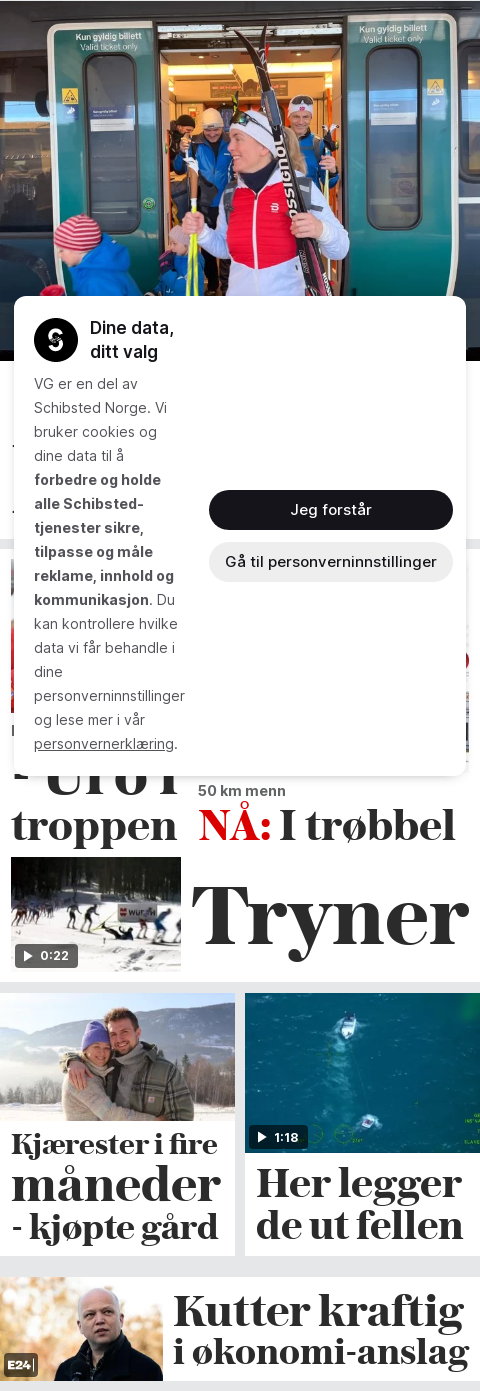 Kun gyldig billett
Valid ticket only
Kun gyldig billett
Valid ticket only
rossignol
Dine data,
ditt valg
VG er en del av
Schibsted Norge. Vi
bruker cookies og
dine data til å
forbedre og holde
alle Schibsted-
tjenester sikre,
tilpasse og måle
reklame, innhold og
kommunikasjon. Du
kan kontrollere hvilke
data vi får behandle i
dine
personverninnstillinger
og lese mer i vår
personvernerklæring.
Jeg forstår
Gå til personverninnstillinger
- Uro i
troppen
50 km menn
NÅ: I trøbbel
WÜRTH
0:22
Tryner
Kjærester i fire
måneder
- kjøpte gård
1:18
Her legger
de ut fellen
E24
Kutter kraftig
i økonomi-anslag